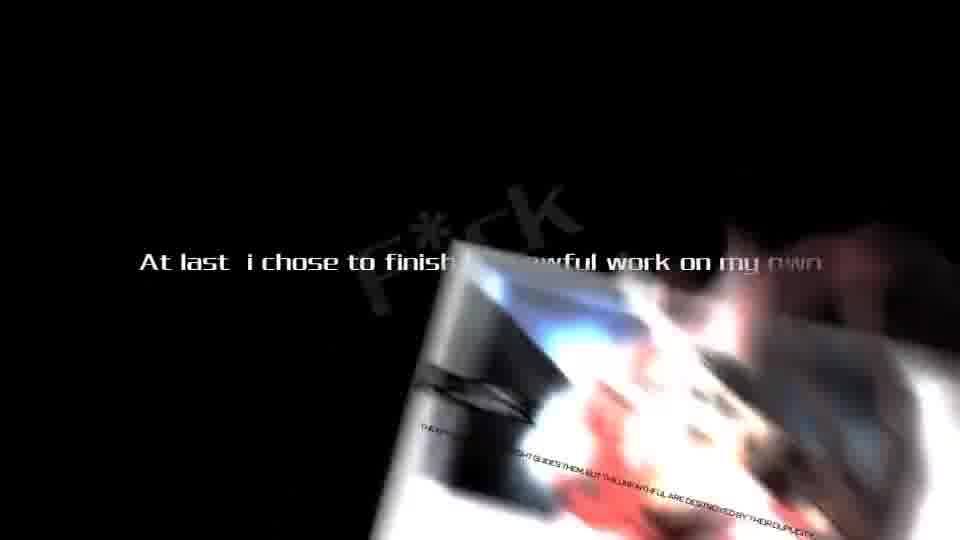 F*ck
At last i chose to finish awful work on my own
GUIDES THEM, BUT THE UNFAITHFUL ARE DESTROYED BY THEIR DUPLICITY